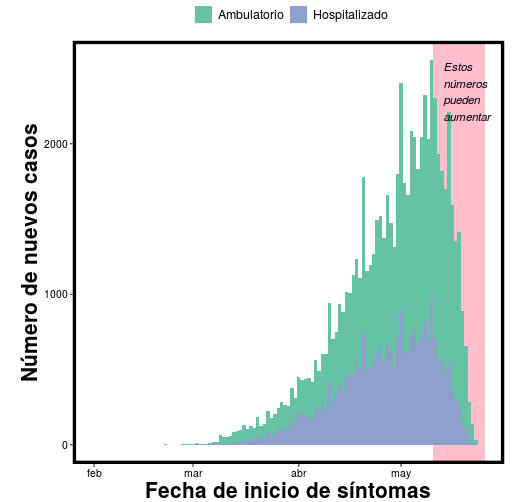 Ambulatorio Hospitalizado
Estos
números
pueden
aumentar
2000
1000
0
Número de nuevos casos
feb mar abr may
Fecha de inicio de síntomas